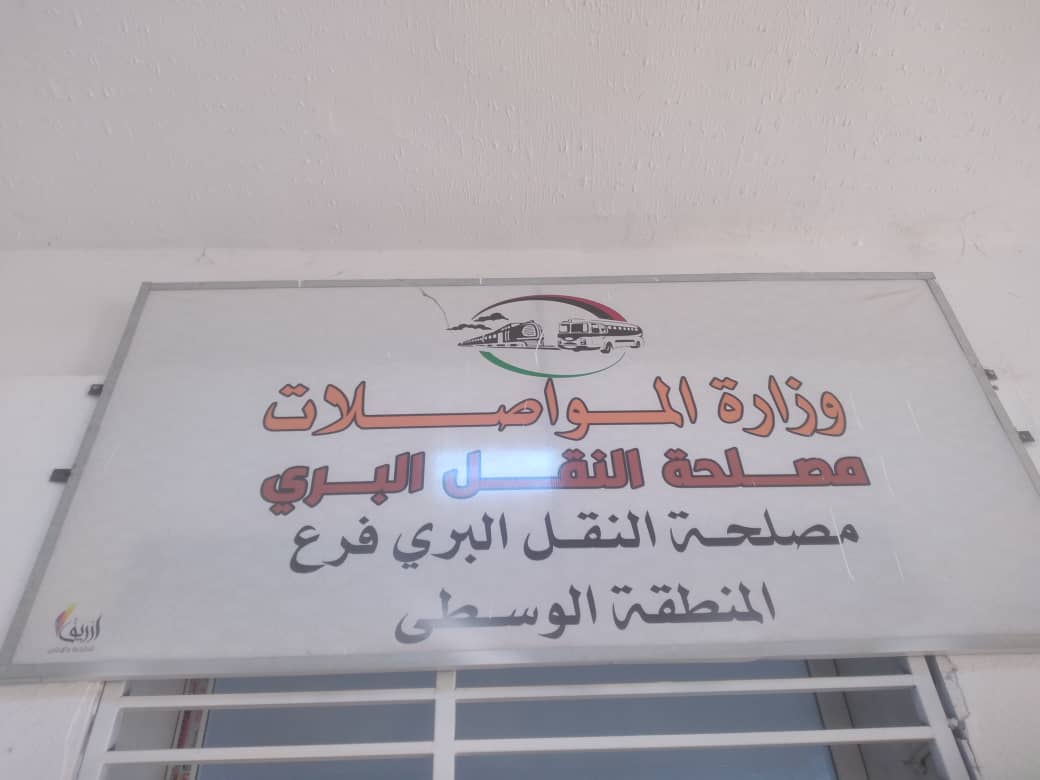 وزارة المواصلات
مصلحة النقل البري
مصلحة النقل البري فرع
المنطقة الوسطى